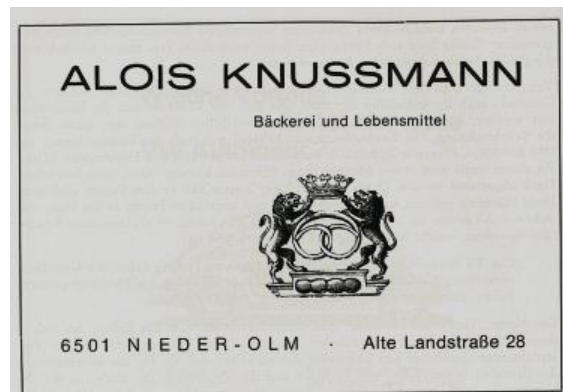 ALOIS KNUSSMANN
Bäckerei und Lebensmittel
6501 NIEDER-OLM · Alte Landstraße 28